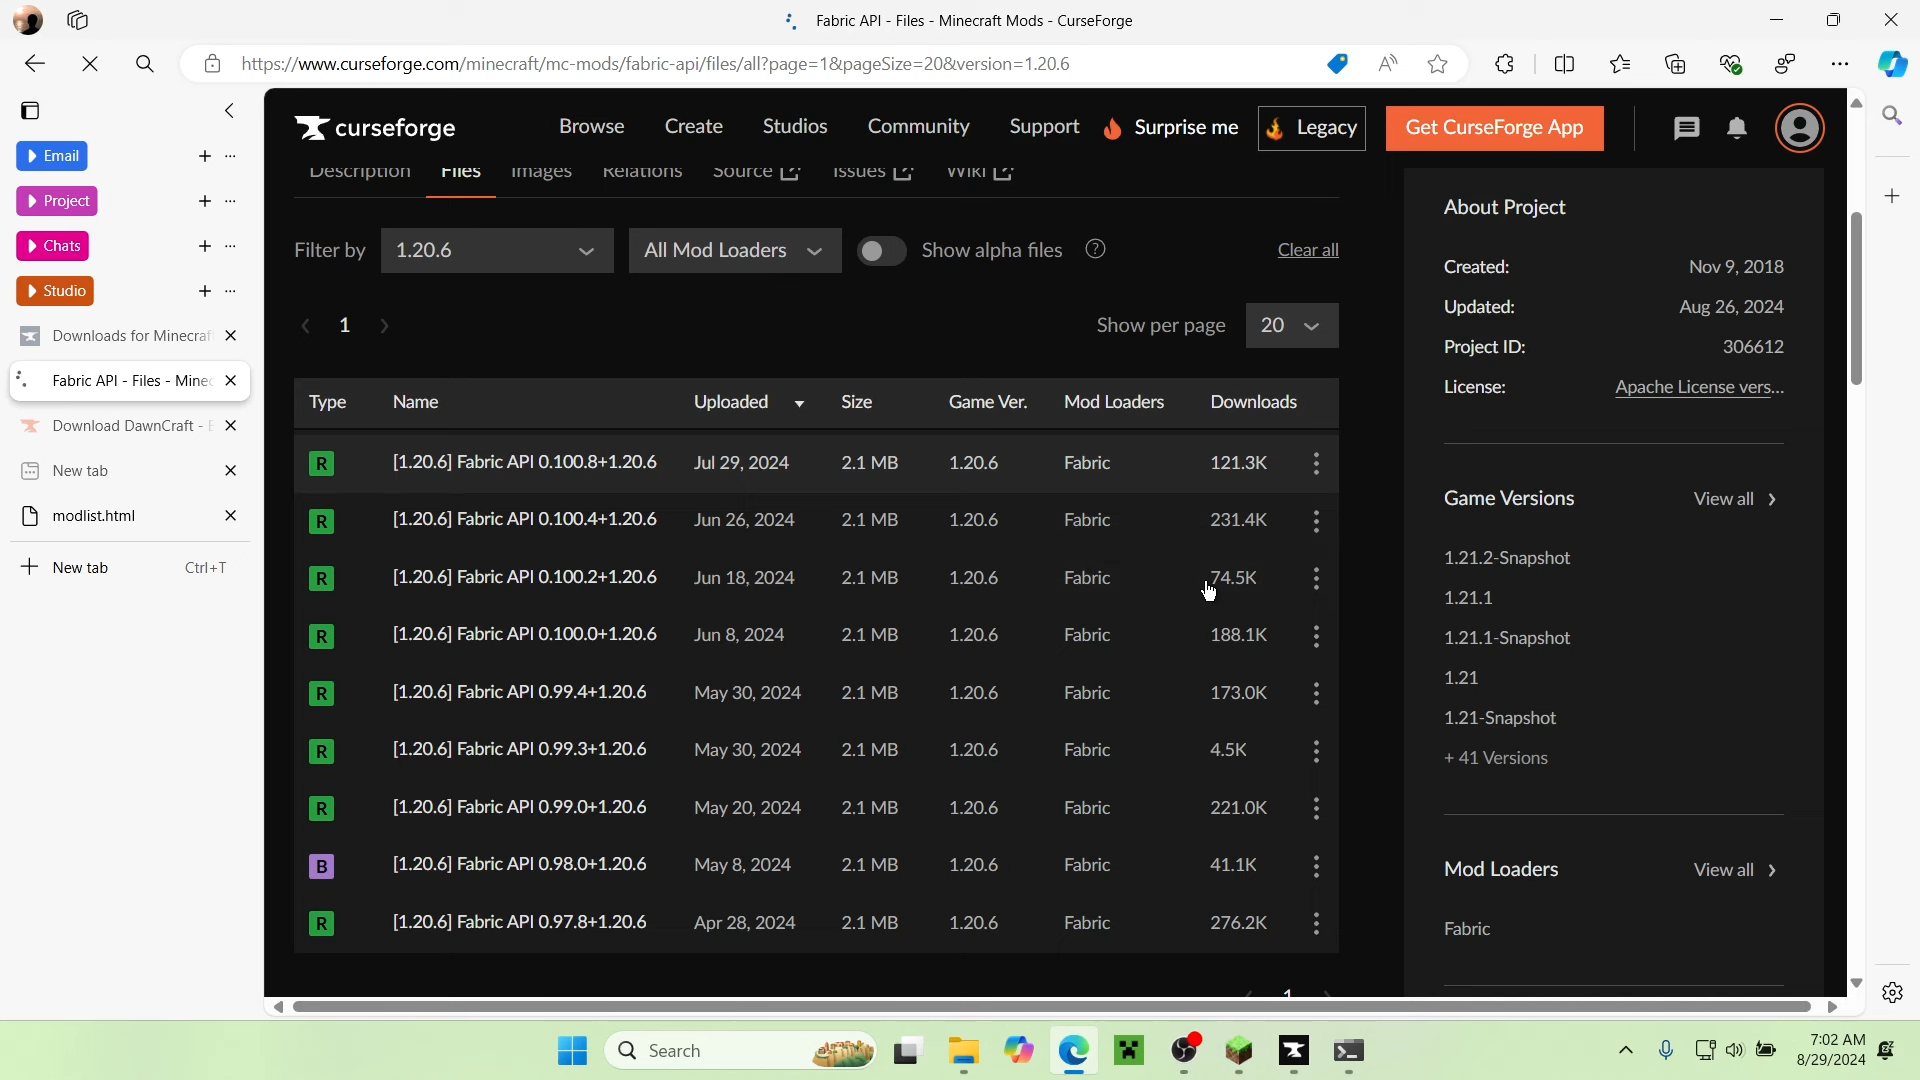 Fabric API - Files - Minecraft Mods - CurseForge
https://www.curseforge.com/minecraft/mc-mods/fabric-api/files/all?page=1&pageSize=20&version=1.20.6
Email
Project
Chats
Studio
Downloads for Minecraf
Fabric API - Files - Minec
Download DawnCraft - E
New tab
modlist.html
New tab Ctrl+T
curseforge Browse Create Studios Community Support Surprise me Legacy Get CurseForge App
Description Files Images Relations Source Issues Wiki
Filter by 1.20.6 All Mod Loaders Show alpha files ? Clear all
1 Show per page 20
Type Name Uploaded Size Game Ver. Mod Loaders Downloads
R [1.20.6] Fabric API 0.100.8+1.20.6 Jul 29, 2024 2.1 MB 1.20.6 Fabric 121.3K
R [1.20.6] Fabric API 0.100.4+1.20.6 Jun 26, 2024 2.1 MB 1.20.6 Fabric 231.4K
R [1.20.6] Fabric API 0.100.2+1.20.6 Jun 18, 2024 2.1 MB 1.20.6 Fabric 74.5K
R [1.20.6] Fabric API 0.100.0+1.20.6 Jun 8, 2024 2.1 MB 1.20.6 Fabric 188.1K
R [1.20.6] Fabric API 0.99.4+1.20.6 May 30, 2024 2.1 MB 1.20.6 Fabric 173.0K
R [1.20.6] Fabric API 0.99.3+1.20.6 May 30, 2024 2.1 MB 1.20.6 Fabric 4.5K
R [1.20.6] Fabric API 0.99.0+1.20.6 May 20, 2024 2.1 MB 1.20.6 Fabric 221.0K
B [1.20.6] Fabric API 0.98.0+1.20.6 May 8, 2024 2.1 MB 1.20.6 Fabric 41.1K
R [1.20.6] Fabric API 0.97.8+1.20.6 Apr 28, 2024 2.1 MB 1.20.6 Fabric 276.2K
1
About Project
Created: Nov 9, 2018
Updated: Aug 26, 2024
Project ID: 306612
License: Apache License vers...
Game Versions View all
1.21.2-Snapshot
1.21.1
1.21.1-Snapshot
1.21
1.21-Snapshot
+ 41 Versions
Mod Loaders View all
Fabric
Search
7:02 AM
8/29/2024